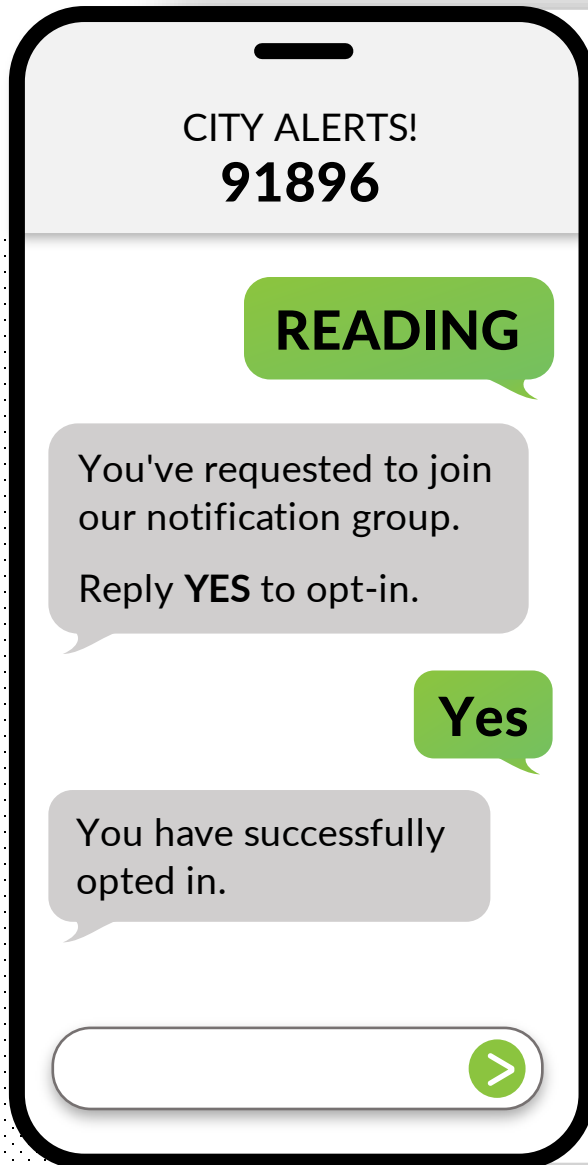 CITY ALERTS!
91896
READING
You've requested to join
our notification group.
Reply YES to opt-in.
Yes
You have successfully
opted in.